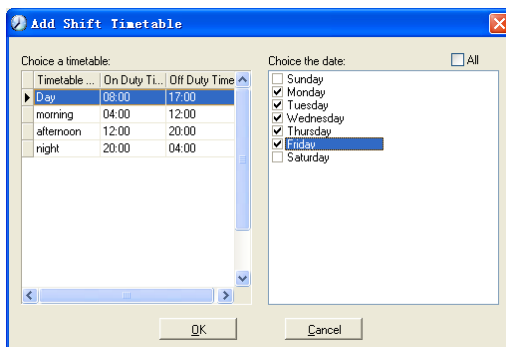 Add Shift Timetable
Choice a timetable:
Timetable ... On Duty Ti... Off Duty Time
Day 08:00 17:00
morning 04:00 12:00
afternoon 12:00 20:00
night 20:00 04:00
Choice the date: All
Sunday
Monday
Tuesday
Wednesday
Thursday
Friday
Saturday
OK Cancel